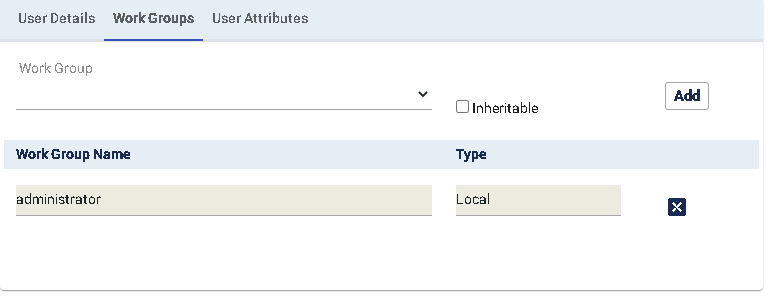 User Details Work Groups User Attributes
Work Group
Inheritable Add
Work Group Name Type
administrator Local